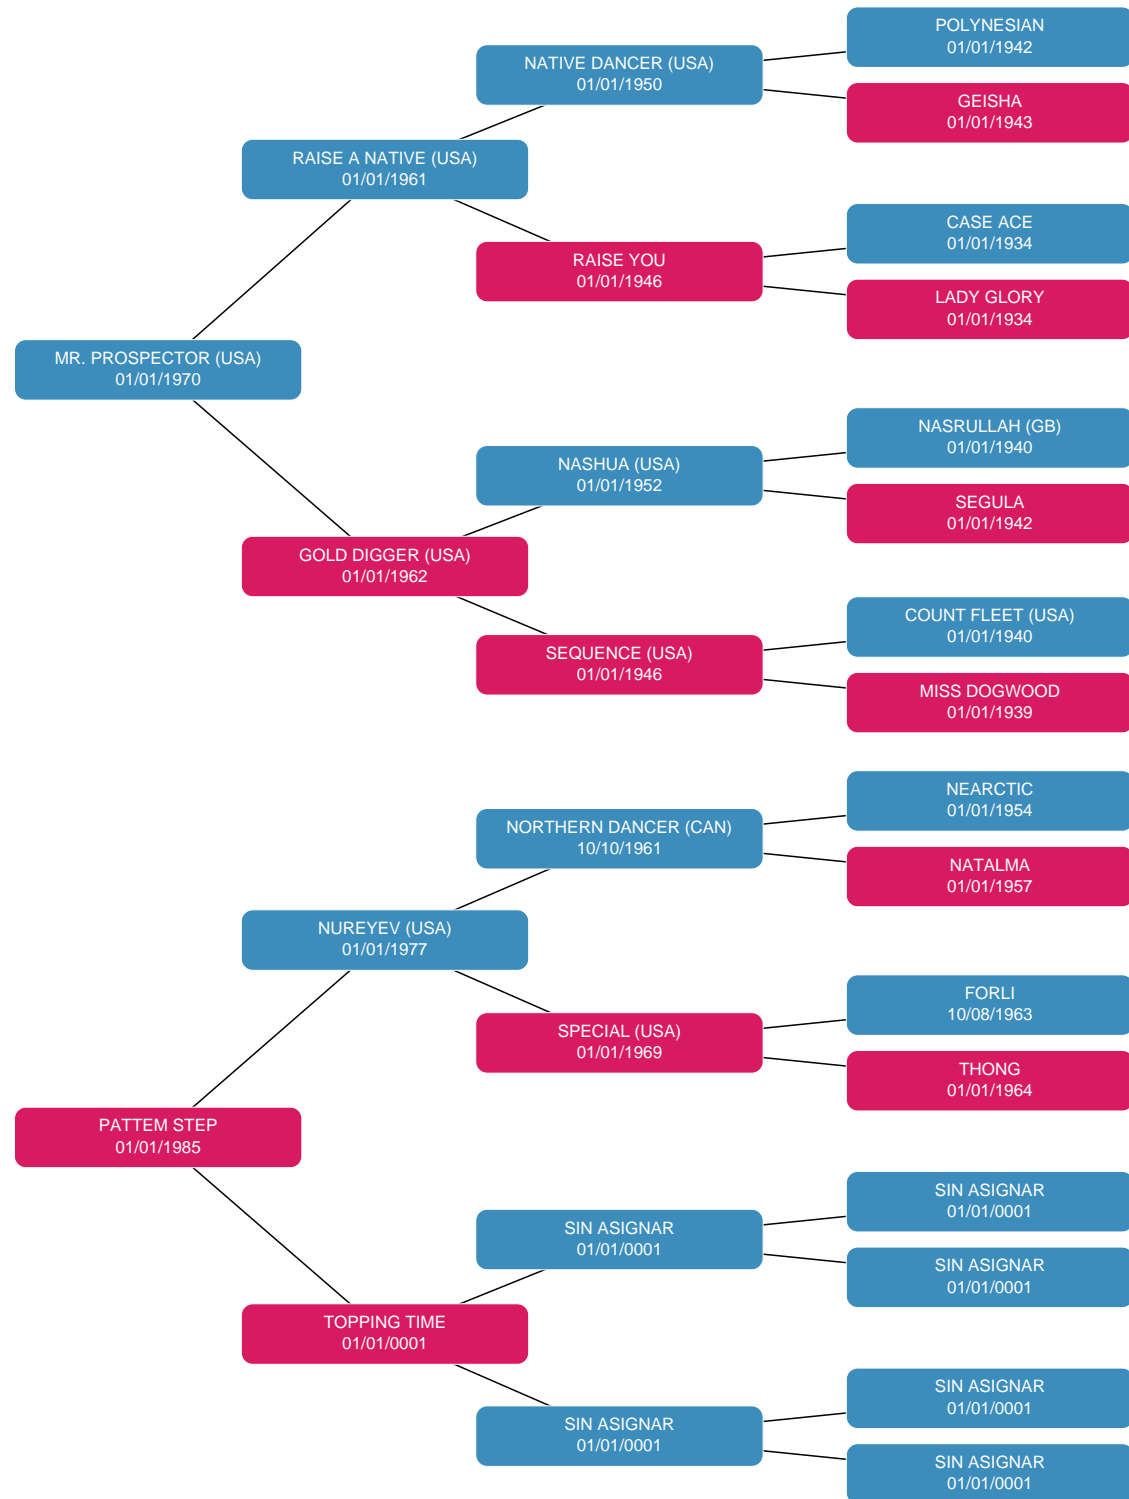 POLYNESIAN
01/01/1942
NATIVE DANCER (USA)
01/01/1950
GEISHA
01/01/1943
RAISE A NATIVE (USA)
01/01/1961
CASE ACE
01/01/1934
RAISE YOU
01/01/1946
LADY GLORY
01/01/1934
MR. PROSPECTOR (USA)
01/01/1970
NASRULLAH (GB)
01/01/1940
NASHUA (USA)
01/01/1952
SEGULA
01/01/1942
GOLD DIGGER (USA)
01/01/1962
COUNT FLEET (USA)
01/01/1940
SEQUENCE (USA)
01/01/1946
MISS DOGWOOD
01/01/1939
NEARCTIC
01/01/1954
NORTHERN DANCER (CAN)
10/10/1961
NATALMA
01/01/1957
NUREYEV (USA)
01/01/1977
FORLI
10/08/1963
SPECIAL (USA)
01/01/1969
THONG
01/01/1964
PATTEM STEP
01/01/1985
SIN ASIGNAR
01/01/0001
SIN ASIGNAR
01/01/0001
SIN ASIGNAR
01/01/0001
TOPPING TIME
01/01/0001
SIN ASIGNAR
01/01/0001
SIN ASIGNAR
01/01/0001
SIN ASIGNAR
01/01/0001